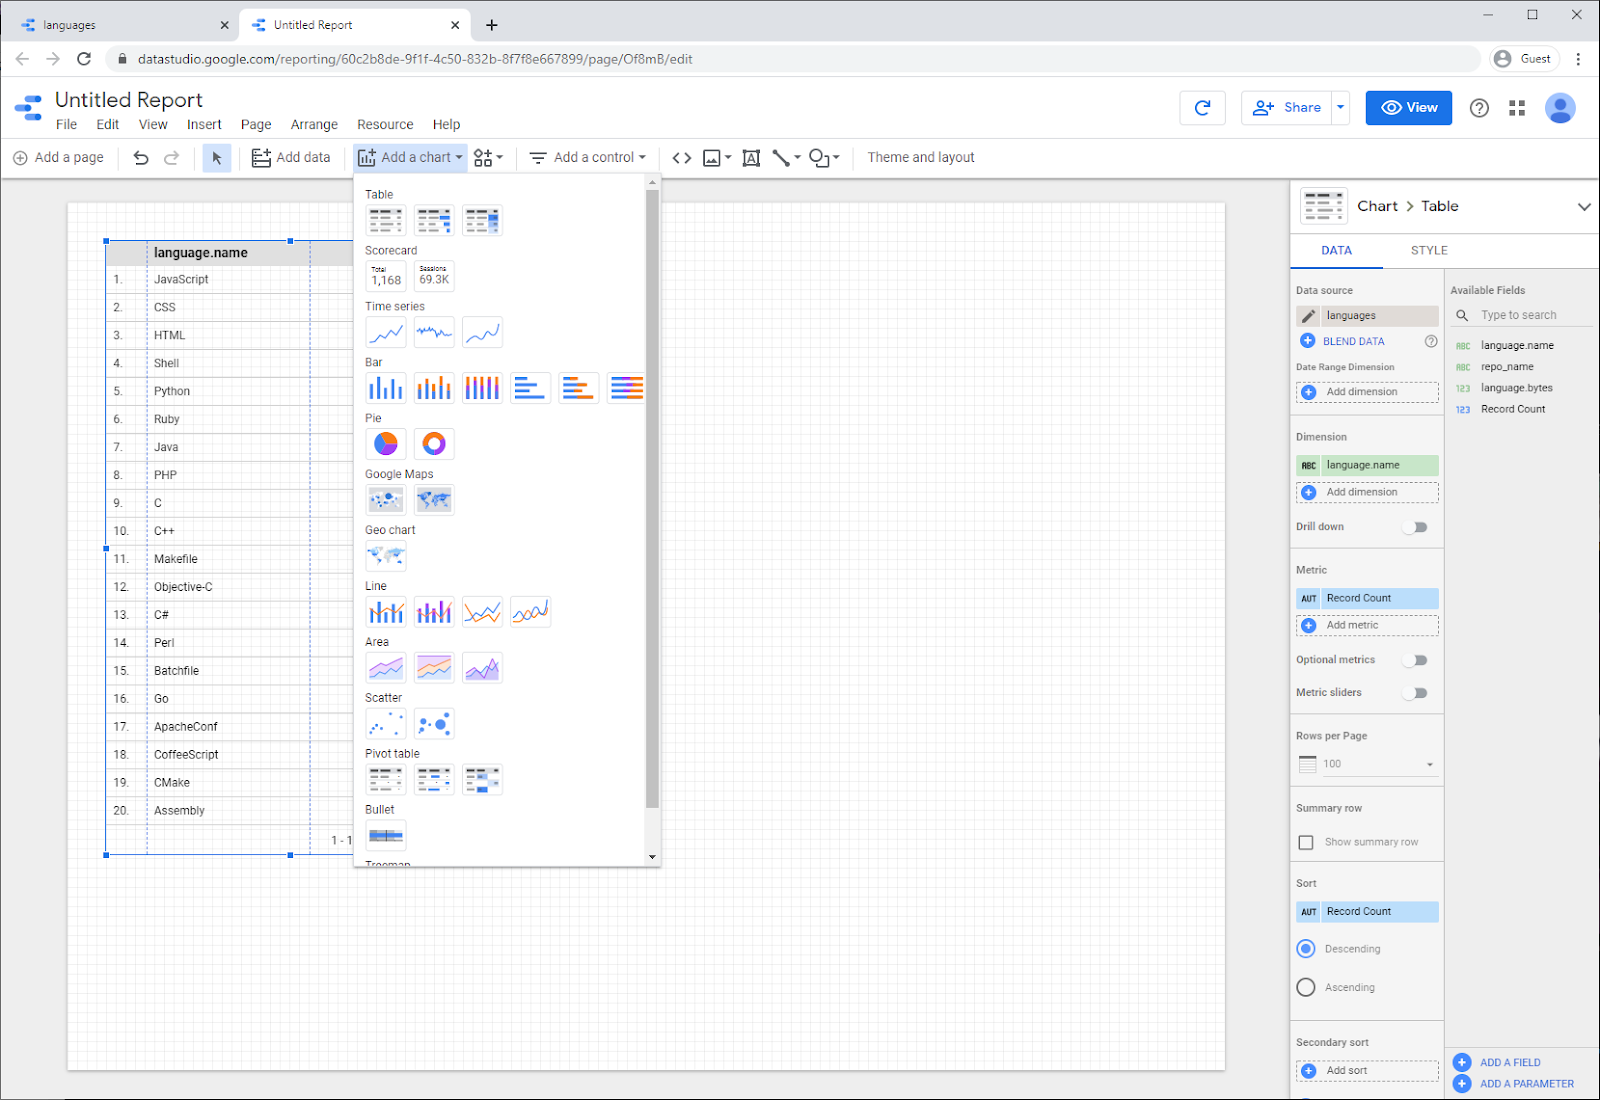 languages
Untitled Report
datastudio.google.com/reporting/60c2b8de-9f1f-4c50-832b-8f7f8e667899/page/Of8mB/edit
Guest
Untitled Report
File Edit View Insert Page Arrange Resource Help
Share
View
Add a page
Add data
Add a chart
Add a control
Theme and layout
language.name
1. JavaScript
2. CSS
3. HTML
4. Shell
5. Python
6. Ruby
7. Java
8. PHP
9. C
10. C++
11. Makefile
12. Objective-C
13. C#
14. Perl
15. Batchfile
16. Go
17. ApacheConf
18. CoffeeScript
19. CMake
20. Assembly
1 - 1
Table
Scorecard
Total
1,168
Sessions
69.3K
Time series
Bar
Pie
Google Maps
Geo chart
Line
Area
Scatter
Pivot table
Bullet
Treemap
Chart > Table
DATA
STYLE
Data source
languages
BLEND DATA
Date Range Dimension
Add dimension
Dimension
ABC language.name
Add dimension
Drill down
Metric
AUT Record Count
Add metric
Optional metrics
Metric sliders
Rows per Page
100
Summary row
Show summary row
Sort
AUT Record Count
Descending
Ascending
Secondary sort
Add sort
Available Fields
Type to search
ABC language.name
ABC repo_name
123 language.bytes
123 Record Count
ADD A FIELD
ADD A PARAMETER